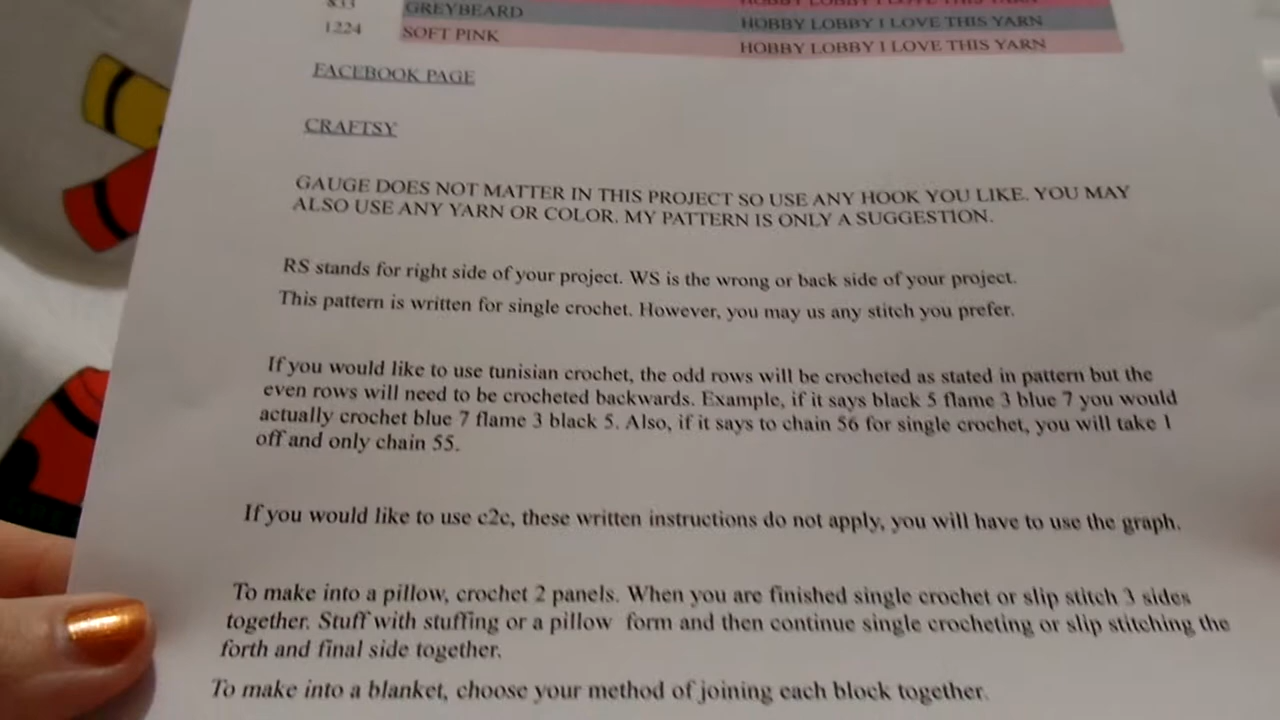 GREYBEARD HOBBY LOBBY I LOVE THIS YARN
1224 SOFT PINK HOBBY LOBBY I LOVE THIS YARN
FACEBOOK PAGE
CRAFTSY
GAUGE DOES NOT MATTER IN THIS PROJECT SO USE ANY HOOK YOU LIKE. YOU MAY
ALSO USE ANY YARN OR COLOR. MY PATTERN IS ONLY A SUGGESTION.
RS stands for right side of your project. WS is the wrong or back side of your project.
This pattern is written for single crochet. However, you may us any stitch you prefer.
If you would like to use tunisian crochet, the odd rows will be crocheted as stated in pattern but the
even rows will need to be crocheted backwards. Example, if it says black 5 flame 3 blue 7 you would
actually crochet blue 7 flame 3 black 5. Also, if it says to chain 56 for single crochet, you will take 1
off and only chain 55.
If you would like to use c2c, these written instructions do not apply, you will have to use the graph.
To make into a pillow, crochet 2 panels. When you are finished single crochet or slip stitch 3 sides
together. Stuff with stuffing or a pillow form and then continue single crocheting or slip stitching the
forth and final side together.
To make into a blanket, choose your method of joining each block together.